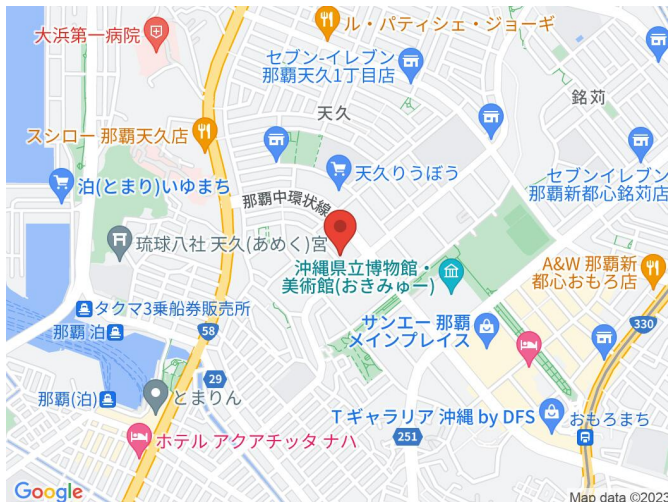 ル・パティシェ・ジョーギ
大浜第一病院
セブン-イレブン
那覇天久1丁目店
天久
銘苅
スシロー 那覇天久店
泊(とまり)いゆまち
天久りうぼう
セブンイレブン
那覇新都心銘苅店
那覇中環状線
琉球八社 天久(あめく)宮
沖縄県立博物館・
美術館(おきみゅー)
A&W 那覇新
都心おもろ店
タクマ3乗船券販売所
サンエー 那覇
メインプレイス
330
那覇 泊
58
29
那覇(泊)
とまりん
Tギャラリア 沖縄 by DFS
おもろまち
251
ホテル アクアチッタ ナハ
Google
Map data ©202